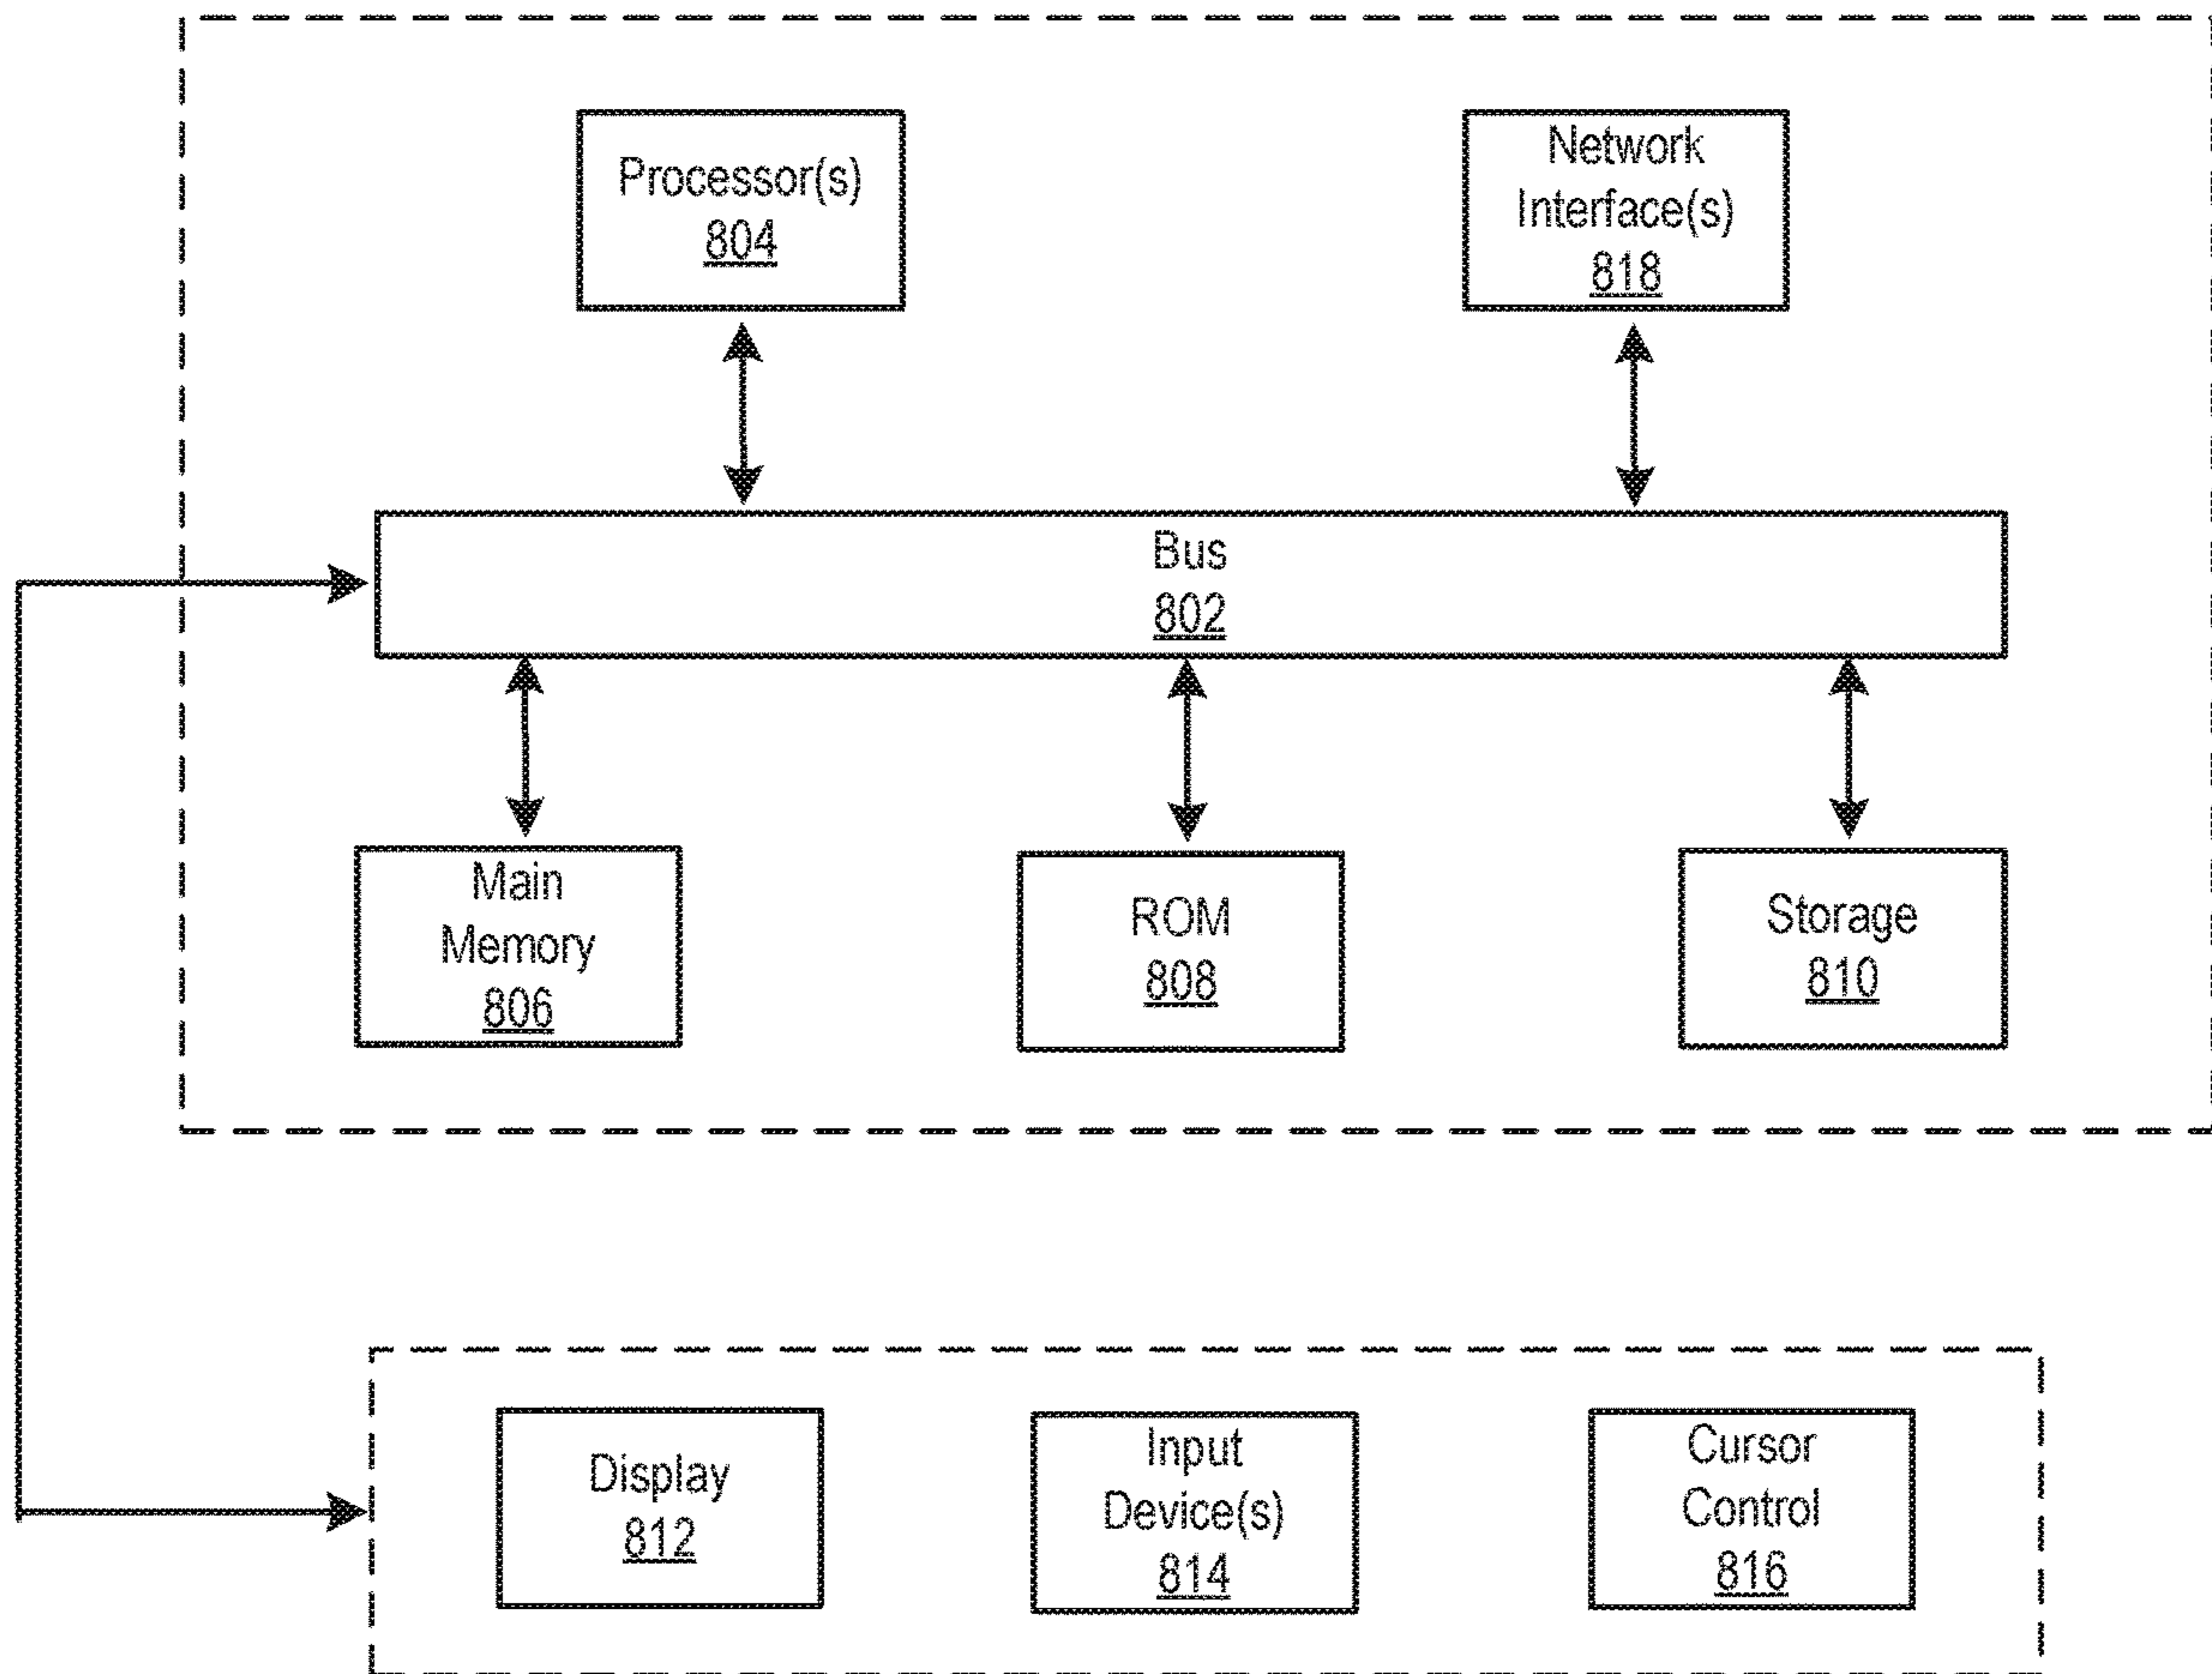 Processor(s)
804
Network
Interface(s)
818
Bus
802
Main
Memory
806
ROM
808
Storage
810
Display
812
Input
Device(s)
814
Cursor
Control
816